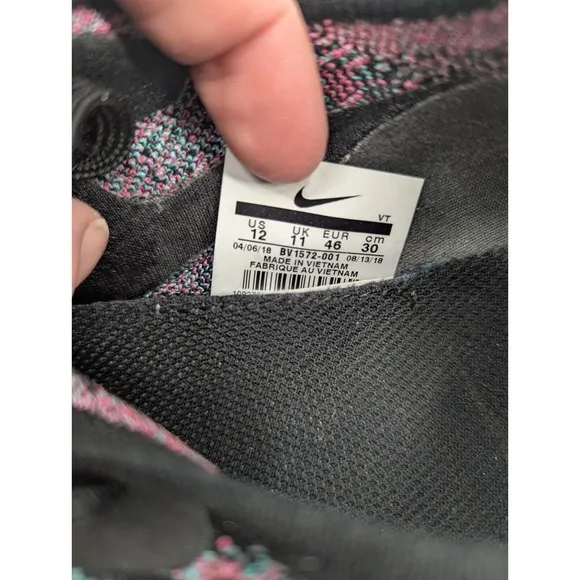 VT
US UK EUR cm
12 11 46 30
04/06/18 BV1572-001 08/13/18
MADE IN VIETNAM
FABRIQUE AU VIETNAM